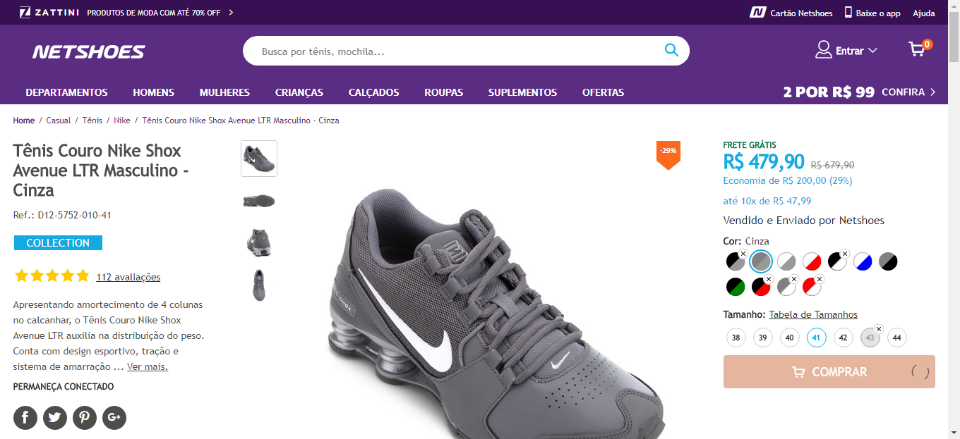 ZATTINI PRODUTOS DE MODA COM ATÉ 70% OFF
Cartão Netshoes Baixe o app Ajuda
NETSHOES
Busca por tênis, mochila...
Entrar
0
DEPARTAMENTOS HOMENS MULHERES CRIANÇAS CALÇADOS ROUPAS SUPLEMENTOS OFERTAS
2 POR R$ 99 CONFIRA
Home / Casual / Tênis / Nike / Tênis Couro Nike Shox Avenue LTR Masculino - Cinza
Tênis Couro Nike Shox
Avenue LTR Masculino -
Cinza
Ref.: D12-5752-010-41
COLLECTION
112 avaliações
Apresentando amortecimento de 4 colunas
no calcanhar, o Tênis Couro Nike Shox
Avenue LTR auxilia na distribuição do peso.
Conta com design esportivo, tração e
sistema de amarração ... Ver mais.
PERMANEÇA CONECTADO
-29%
SHOX
FRETE GRÁTIS
R$ 479,90 R$ 679,90
Economia de R$ 200,00 (29%)
até 10x de R$ 47,99
Vendido e Enviado por Netshoes
Cor: Cinza
Tamanho: Tabela de Tamanhos
38 39 40 41 42 43 44
COMPRAR